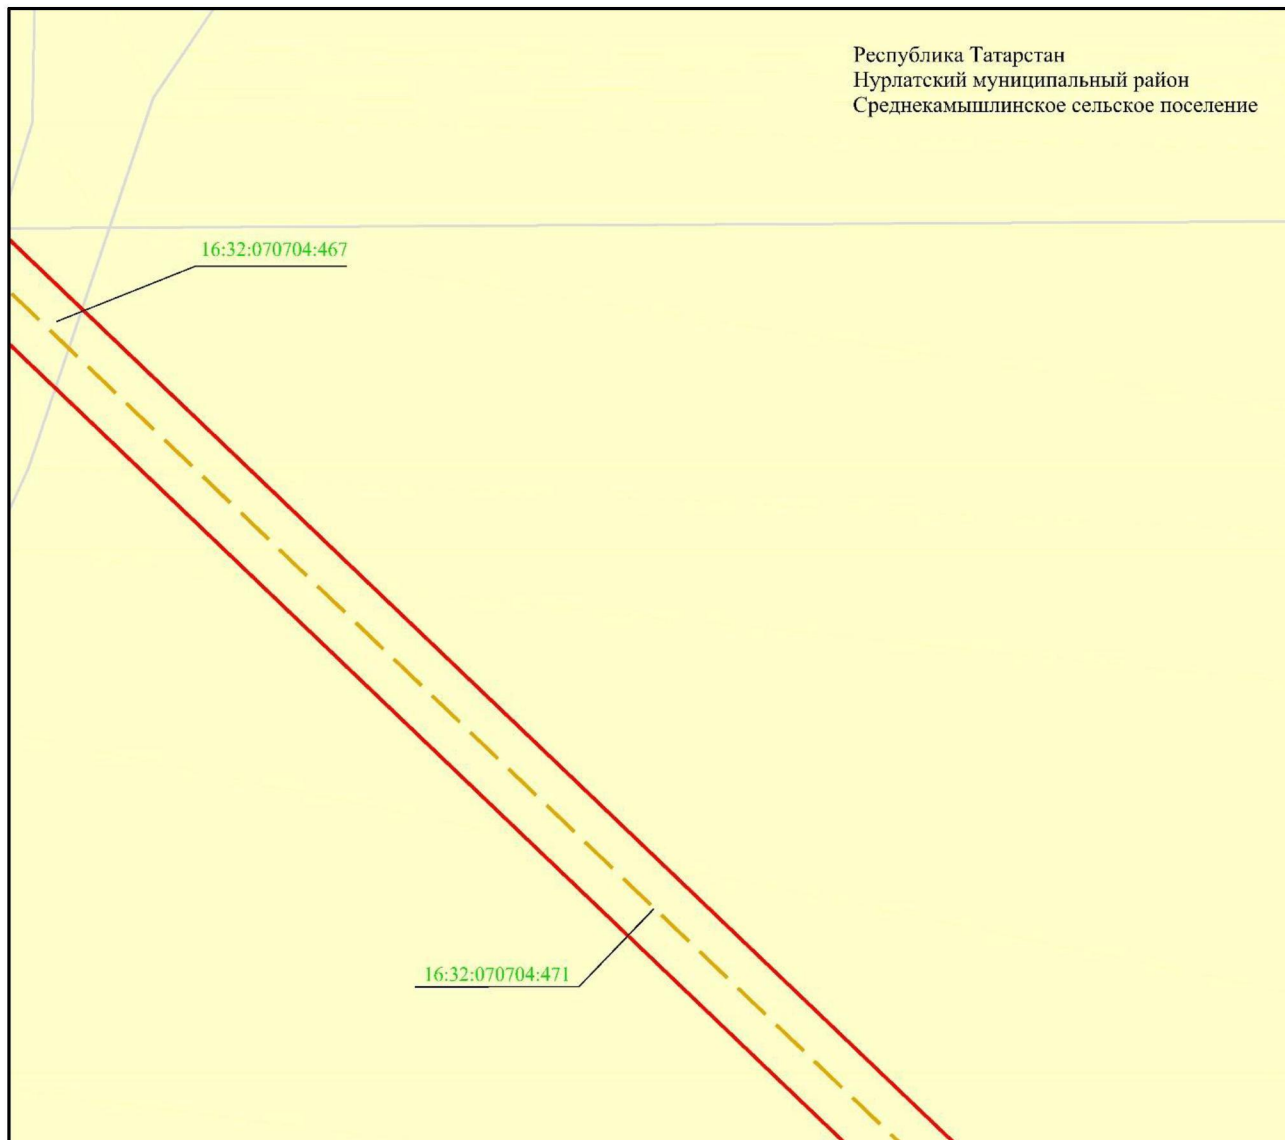 Республика Татарстан
Нурлатский муниципальный район
Среднекамышлинское сельское поселение
16:32:070704:467
16:32:070704:471